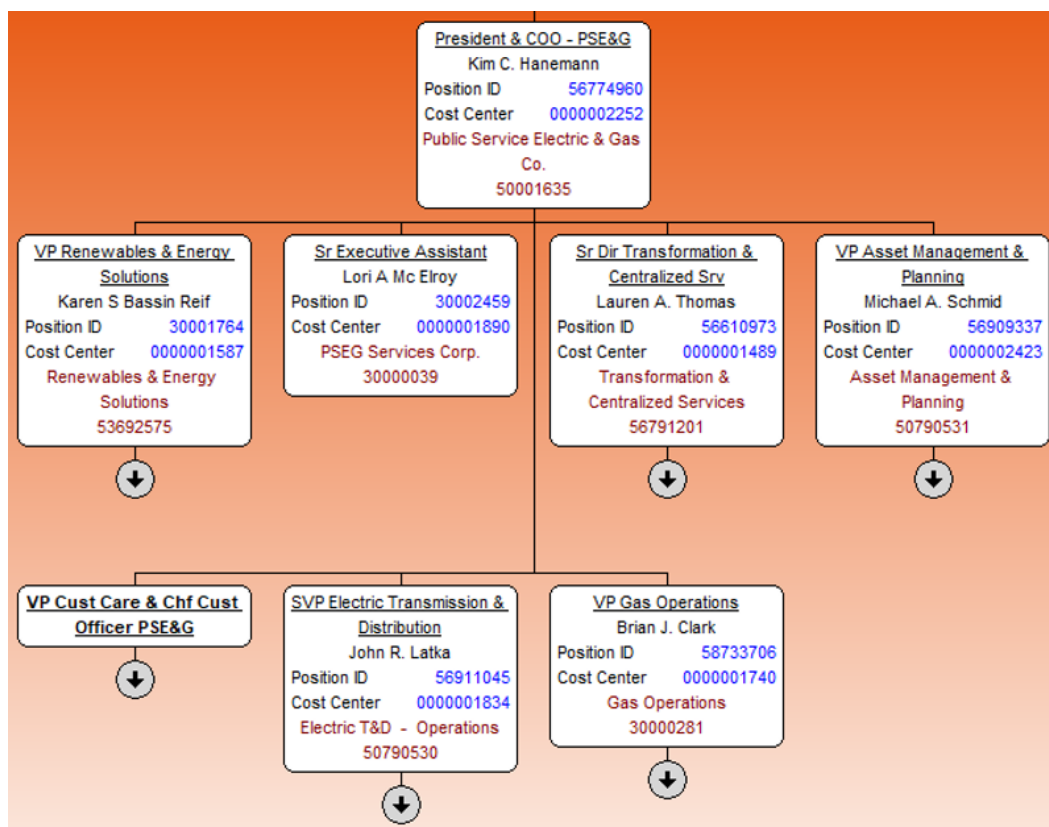 President & COO - PSE&G
Kim C. Hanemann
Position ID 56774960
Cost Center 0000002252
Public Service Electric & Gas
Co.
50001635
VP Renewables & Energy
Solutions
Karen S Bassin Reif
Position ID 30001764
Cost Center 0000001587
Renewables & Energy
Solutions
53692575
Sr Executive Assistant
Lori A Mc Elroy
Position ID 30002459
Cost Center 0000001890
PSEG Services Corp.
30000039
Sr Dir Transformation &
Centralized Srv
Lauren A. Thomas
Position ID 56610973
Cost Center 0000001489
Transformation &
Centralized Services
56791201
VP Asset Management &
Planning
Michael A. Schmid
Position ID 56909337
Cost Center 0000002423
Asset Management &
Planning
50790531
VP Cust Care & Chf Cust
Officer PSE&G
SVP Electric Transmission &
Distribution
John R. Latka
Position ID 56911045
Cost Center 0000001834
Electric T&D - Operations
50790530
VP Gas Operations
Brian J. Clark
Position ID 58733706
Cost Center 0000001740
Gas Operations
30000281